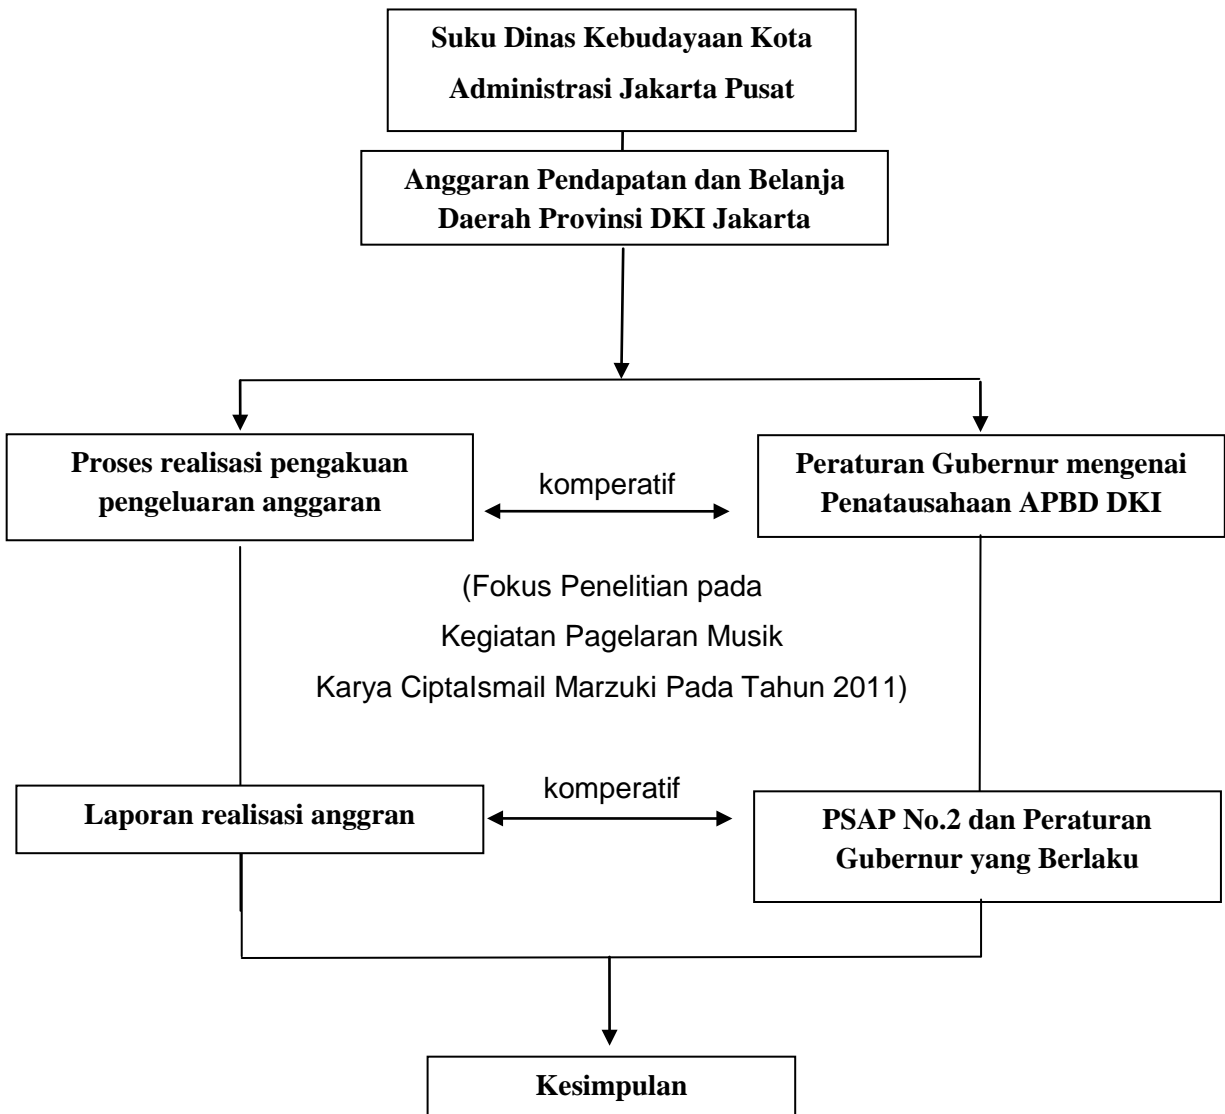 Suku Dinas Kebudayaan Kota
Administrasi Jakarta Pusat
Anggaran Pendapatan dan Belanja
Daerah Provinsi DKI Jakarta
Proses realisasi pengakuan
pengeluaran anggaran
komperatif
Peraturan Gubernur mengenai
Penatausahaan APBD DKI
(Fokus Penelitian pada
Kegiatan Pagelaran Musik
Karya CiptaIsmail Marzuki Pada Tahun 2011)
Laporan realisasi anggran
komperatif
PSAP No.2 dan Peraturan
Gubernur yang Berlaku
Kesimpulan